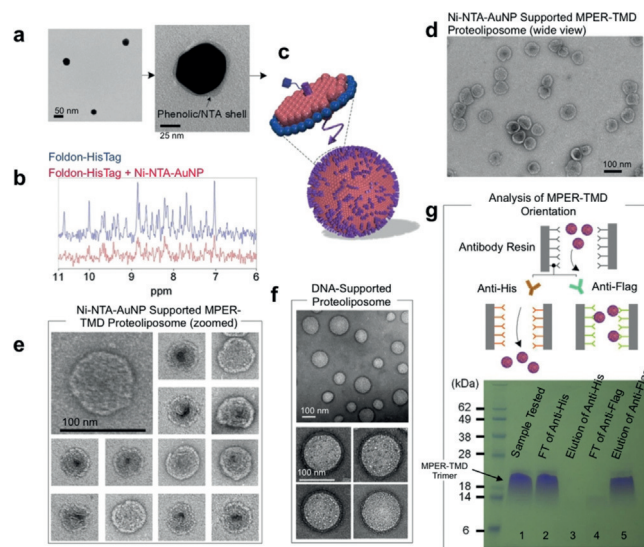 a
50 nm
Phenolic/NTA shell
25 nm
b
Foldon-HisTag
Foldon-HisTag + Ni-NTA-AuNP
11 10 9 8 7 6
ppm
c
d
Ni-NTA-AuNP Supported MPER-TMD
Proteoliposome (wide view)
100 nm
e
Ni-NTA-AuNP Supported MPER-
TMD Proteoliposome (zoomed)
100 nm
f
DNA-Supported
Proteoliposome
100 nm
100 nm
g
Analysis of MPER-TMD
Orientation
Antibody Resin
Anti-His
Anti-Flag
(kDa)
62
49
38
28
18
14
6
MPER-TMD
Trimer
Sample Tested
FT of Anti-His
Elution of Anti-His
FT of Anti-Flag
Elution of Anti-Flag
1 2 3 4 5